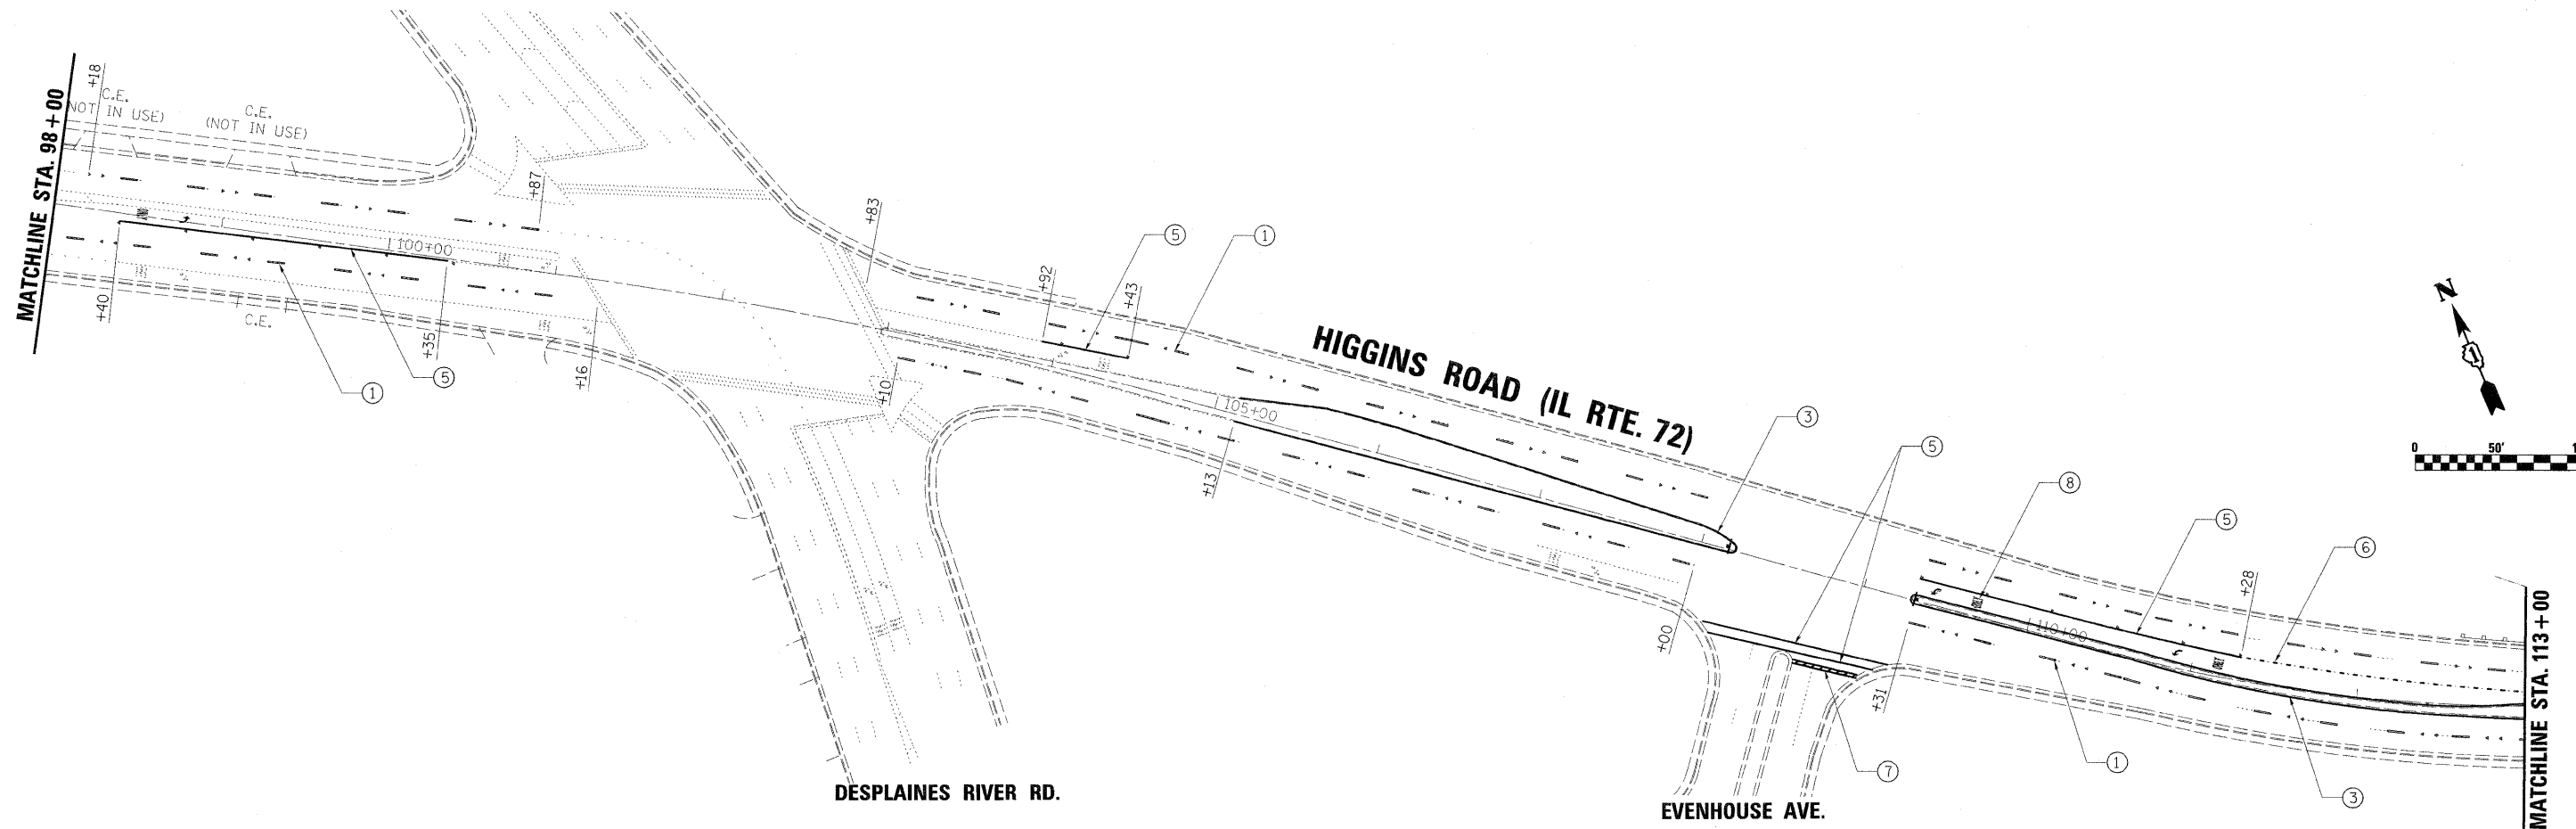 MATCHLINE STA. 98+00
+18
C.E.
(NOT IN USE)
C.E.
(NOT IN USE)
+87
+83
100+00
+40
C.E.
+35
+16
1
5
+92
+43
5
1
+10
105+00
+13
HIGGINS ROAD (IL RTE. 72)
3
5
8
5
6
+28
110+00
+00
+31
7
1
3
DESPLAINES RIVER RD.
EVENHOUSE AVE.
MATCHLINE STA. 113+00
N
0 50'